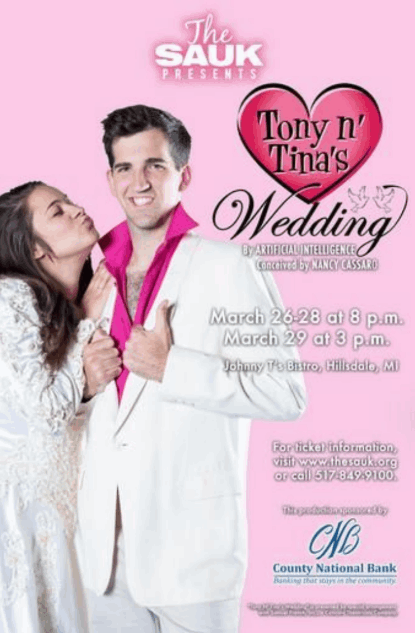 The
SAUK
PRESENTS
Tony n'
Tina's
Wedding
By ARTIFICIAL INTELLIGENCE
Conceived by NANCY CASSARO
March 26-28 at 8 p.m.
March 29 at 3 p.m.
Johnny T's Bistro, Hillsdale, MI
For ticket information,
visit www.thesauk.org
or call 517-849-9100.
This production sponsored by
CNB
County National Bank
Banking that stays in the community.